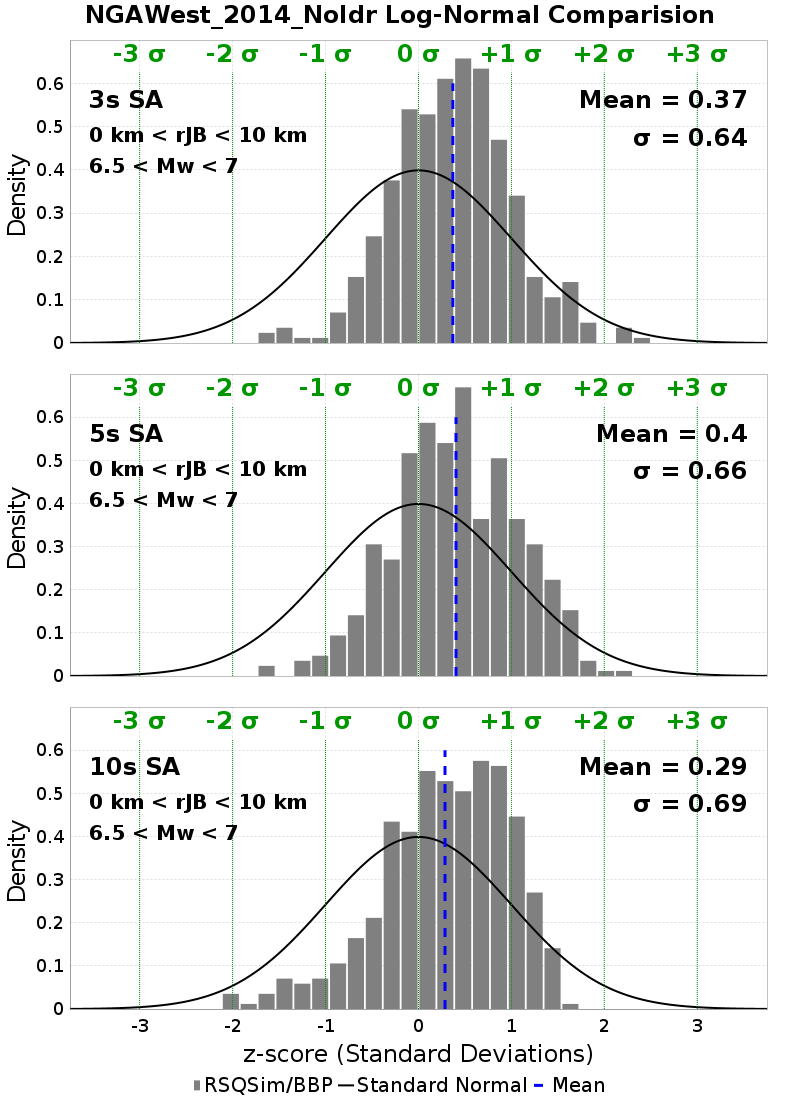 NGAWest_2014_NoIdr Log-Normal Comparision
-3 σ -2 σ -1 σ 0 σ +1 σ +2 σ +3 σ
3s SA
0 km < rJB < 10 km
6.5 < Mw < 7
Mean = 0.37
σ = 0.64
Density
0.6
0.5
0.4
0.3
0.2
0.1
0
-3 σ -2 σ -1 σ 0 σ +1 σ +2 σ +3 σ
5s SA
0 km < rJB < 10 km
6.5 < Mw < 7
Mean = 0.4
σ = 0.66
Density
0.6
0.5
0.4
0.3
0.2
0.1
0
-3 σ -2 σ -1 σ 0 σ +1 σ +2 σ +3 σ
10s SA
0 km < rJB < 10 km
6.5 < Mw < 7
Mean = 0.29
σ = 0.69
Density
0.6
0.5
0.4
0.3
0.2
0.1
0
-3 -2 -1 0 1 2 3
z-score (Standard Deviations)
RSQSim/BBP Standard Normal Mean